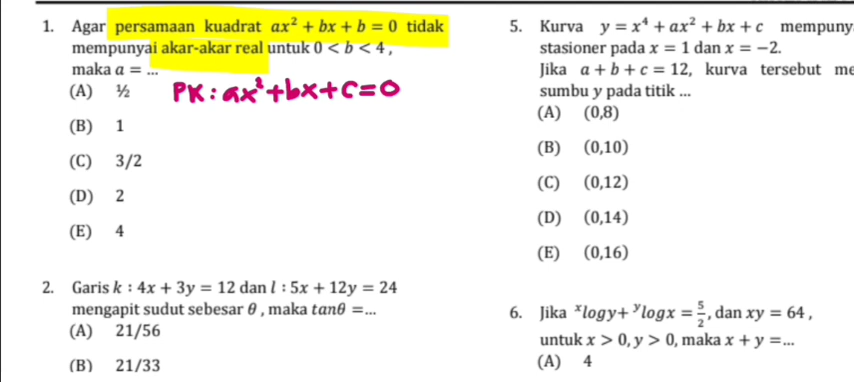 1. Agar persamaan kuadrat ax² + bx + b = 0 tidak
mempunyai akar-akar real untuk 0 < b < 4 ,
maka a = ...
(A) ½
PK : ax²+bx+c=0
(B) 1
(C) 3/2
(D) 2
(E) 4
2. Garis k : 4x + 3y = 12 dan l : 5x + 12y = 24
mengapit sudut sebesar θ , maka tanθ =...
(A) 21/56
(B) 21/33
5. Kurva y = x⁴ + ax² + bx + c mempuny
stasioner pada x = 1 dan x = −2.
Jika a + b + c = 12, kurva tersebut me
sumbu y pada titik ...
(A) (0,8)
(B) (0,10)
(C) (0,12)
(D) (0,14)
(E) (0,16)
6. Jika ˣlogy+ ʸlogx = 5/2, dan xy = 64 ,
untuk x > 0, y > 0, maka x + y =...
(A) 4